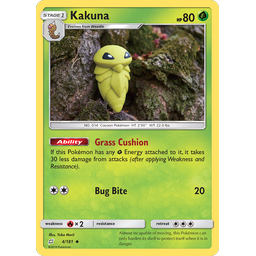 STAGE 1
Kakuna
HP 80
Evolves from Weedle
NO. 014 Cocoon Pokémon HT: 2'00" WT: 22.0 lbs.
Ability Grass Cushion
If this Pokémon has any Energy attached to it, it takes
30 less damage from attacks (after applying Weakness and
Resistance).
Bug Bite 20
weakness ×2 resistance retreat
Illus. Yuka Morii
4/181
Almost incapable of moving, this Pokémon can
only harden its shell to protect itself when it is
in danger.